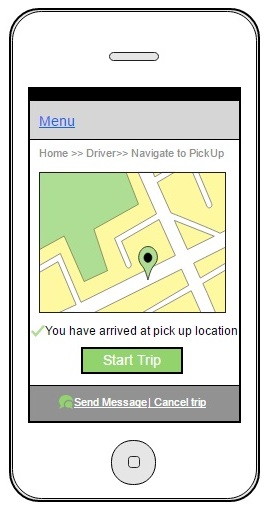 Menu
Home >> Driver>> Navigate to PickUp
You have arrived at pick up location
Start Trip
Send Message| Cancel trip